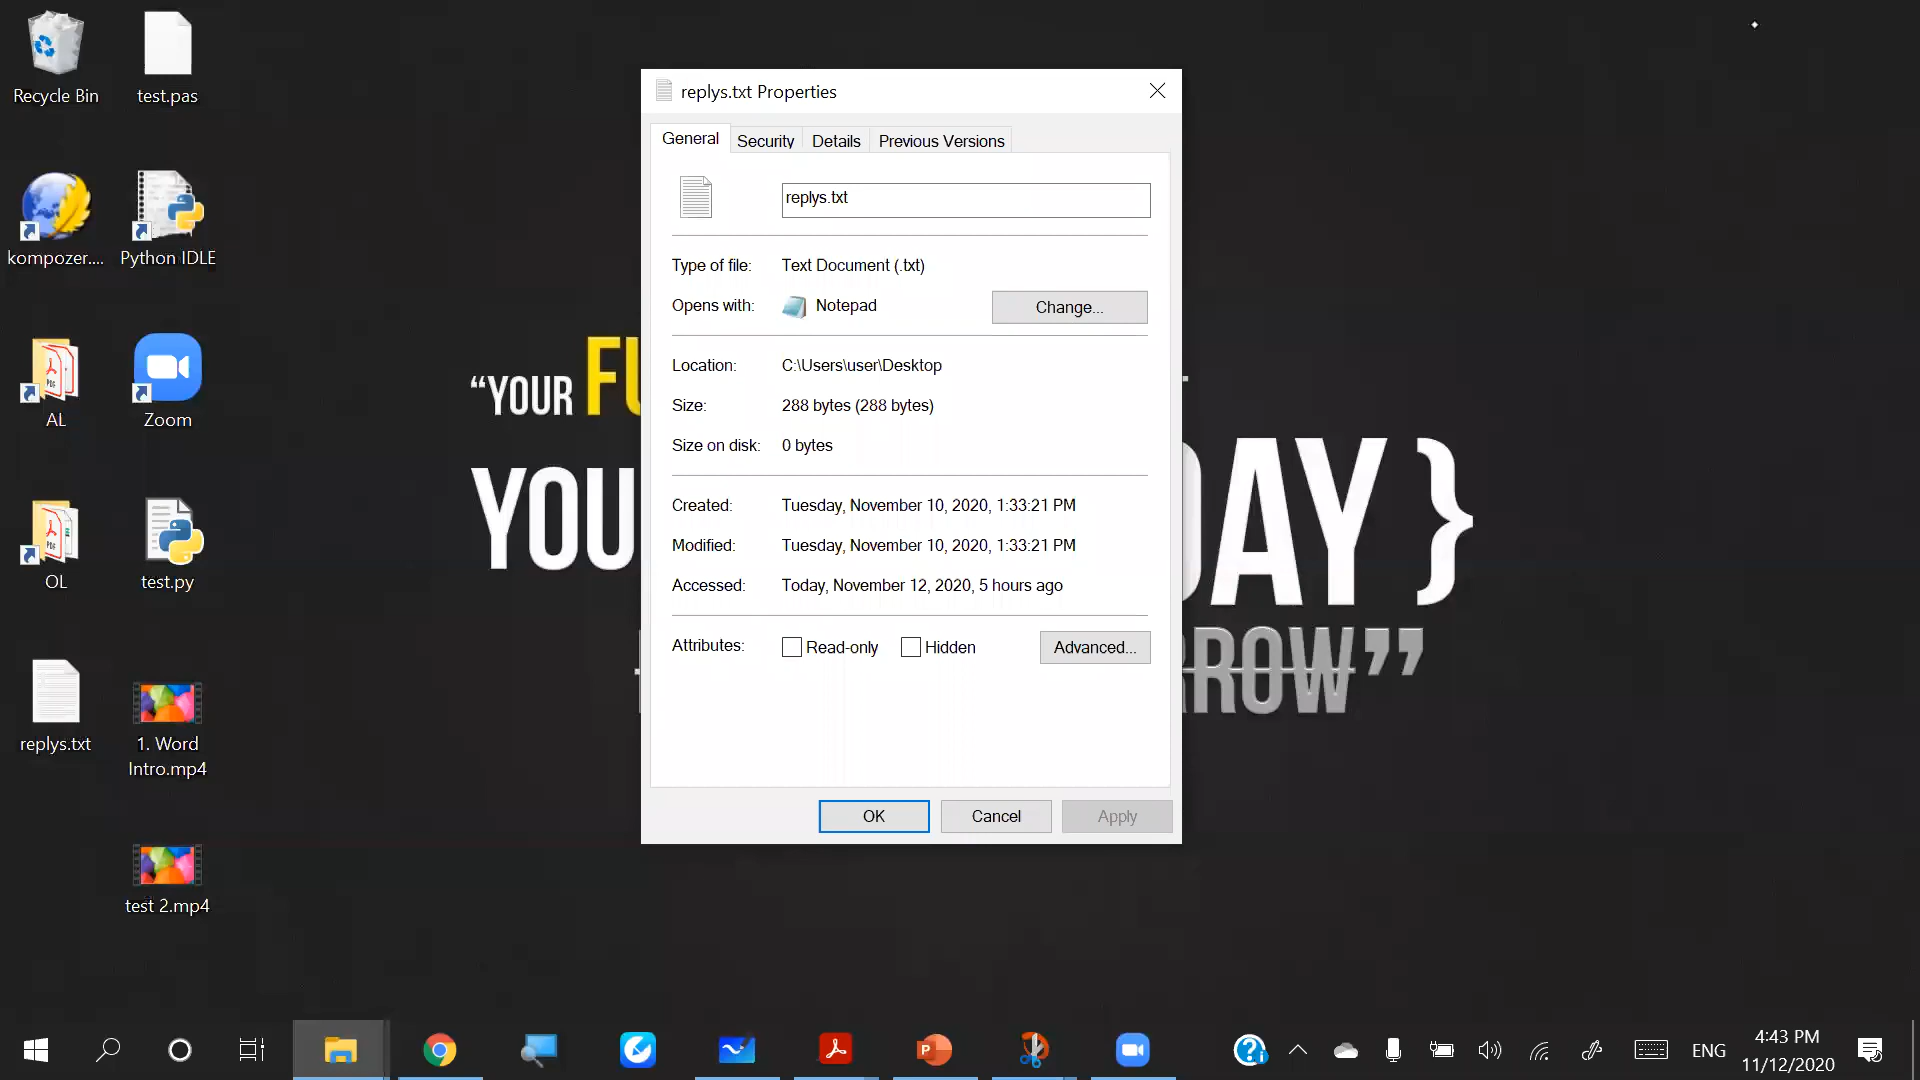 Recycle Bin
test.pas
kompozer....
Python IDLE
AL
Zoom
OL
test.py
replys.txt
1. Word
Intro.mp4
test 2.mp4
“YOUR
YOU
DAY }
RROW”
replys.txt Properties
General
Security
Details
Previous Versions
replys.txt
Type of file: Text Document (.txt)
Opens with: Notepad
Change...
Location: C:\Users\user\Desktop
Size: 288 bytes (288 bytes)
Size on disk: 0 bytes
Created: Tuesday, November 10, 2020, 1:33:21 PM
Modified: Tuesday, November 10, 2020, 1:33:21 PM
Accessed: Today, November 12, 2020, 5 hours ago
Attributes: Read-only Hidden Advanced...
OK Cancel Apply
ENG
4:43 PM
11/12/2020